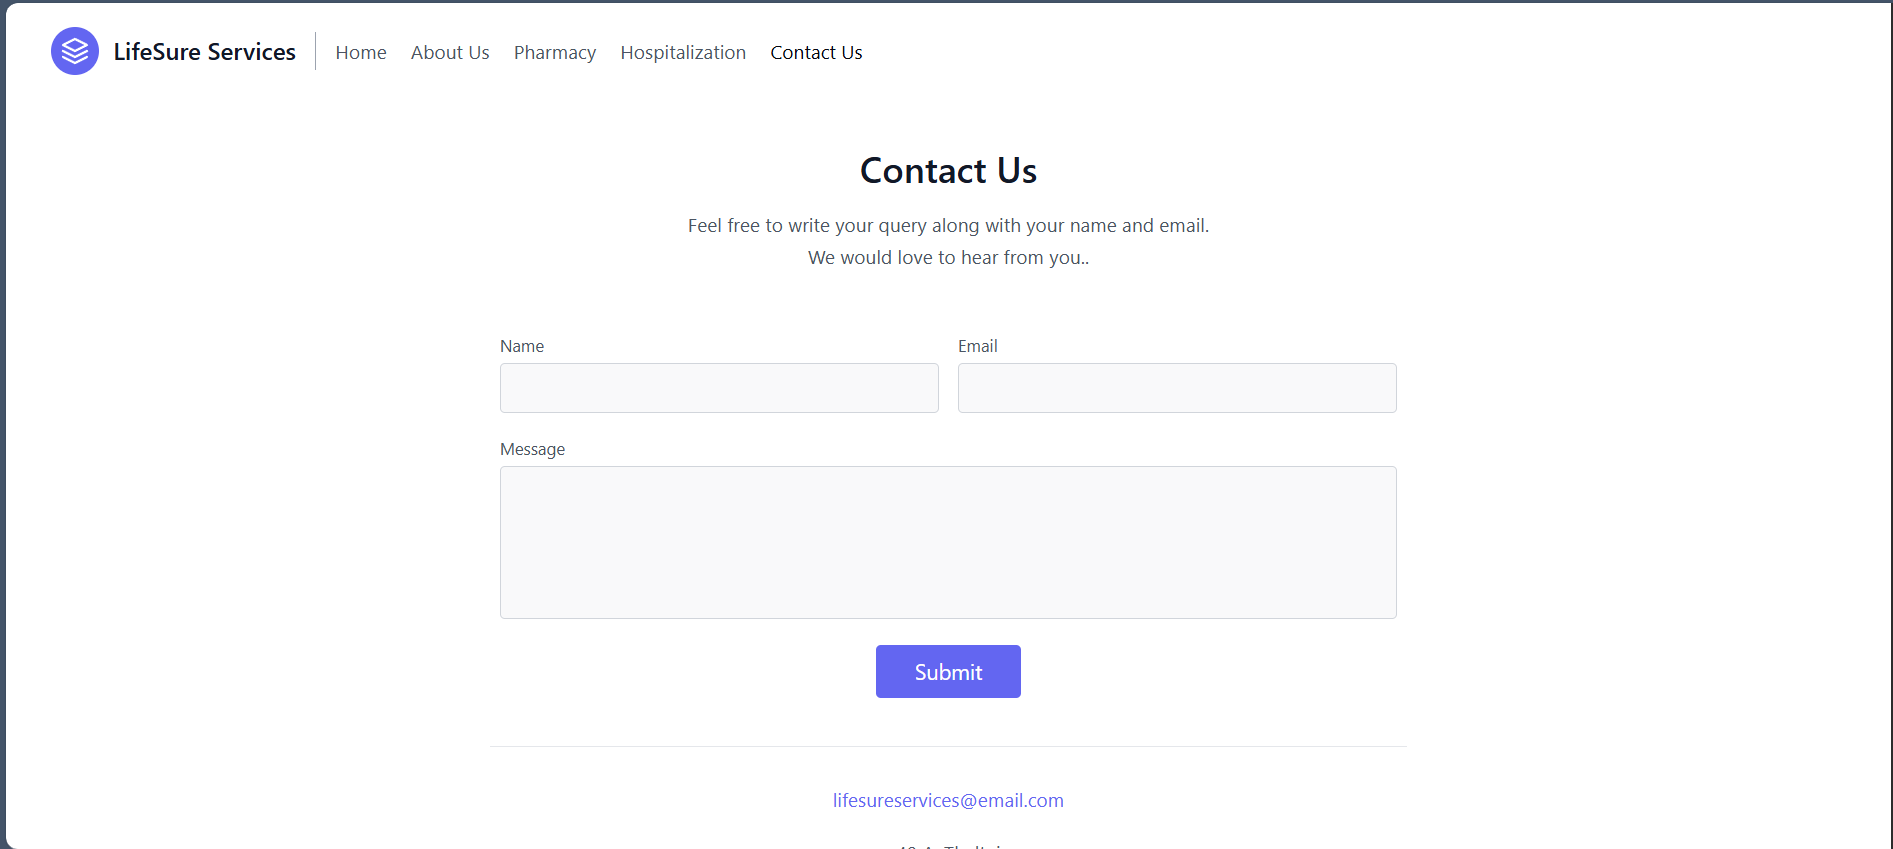 LifeSure Services
Home About Us Pharmacy Hospitalization Contact Us
Contact Us
Feel free to write your query along with your name and email.
We would love to hear from you..
Name Email
Message
Submit
lifesureservices@email.com